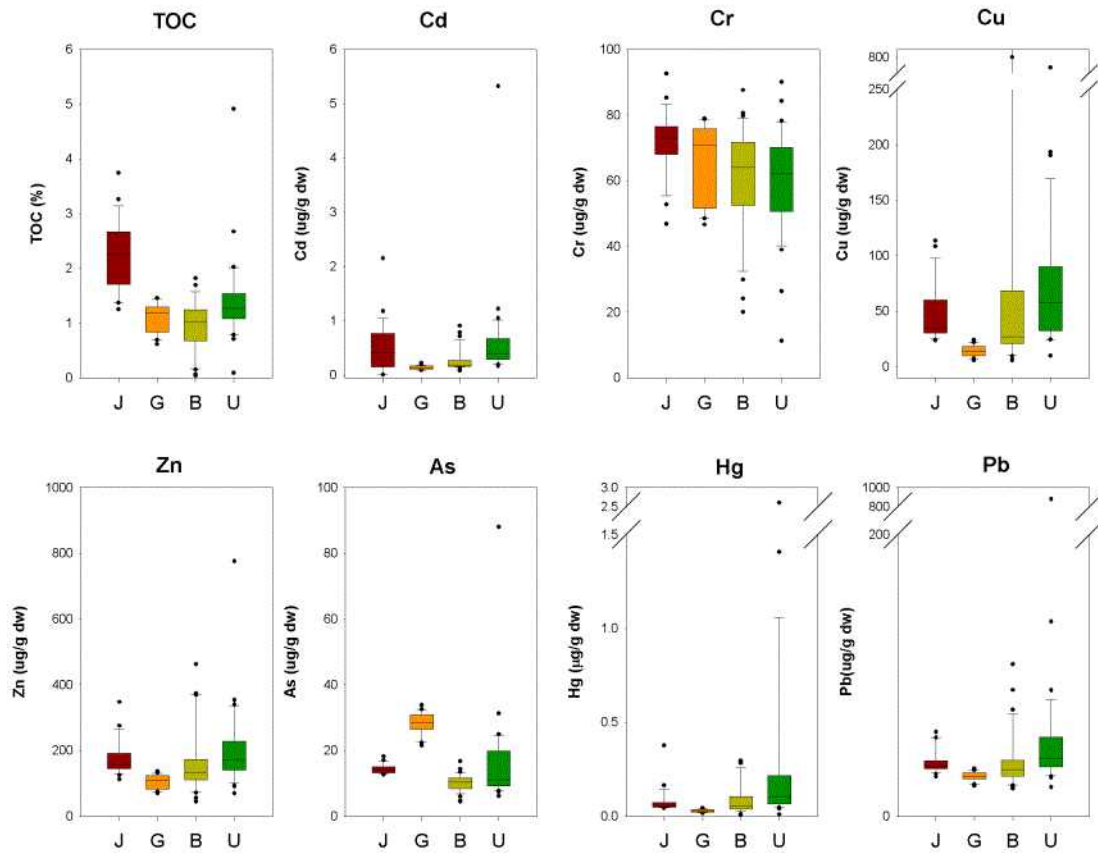 TOC Cd Cr Cu
TOC (%)
6
5
4
3
2
1
0
J G B U
Cd (ug/g dw)
6
5
4
3
2
1
0
J G B U
Cr (ug/g dw)
100
80
60
40
20
0
J G B U
Cu (ug/g dw)
800
250
200
150
100
50
0
J G B U
Zn As Hg Pb
Zn (ug/g dw)
1000
800
600
400
200
0
J G B U
As (ug/g dw)
100
80
60
40
20
0
J G B U
Hg (µg/g dw)
3.0
2.5
1.5
1.0
0.5
0.0
J G B U
Pb(ug/g dw)
1000
800
200
0
J G B U